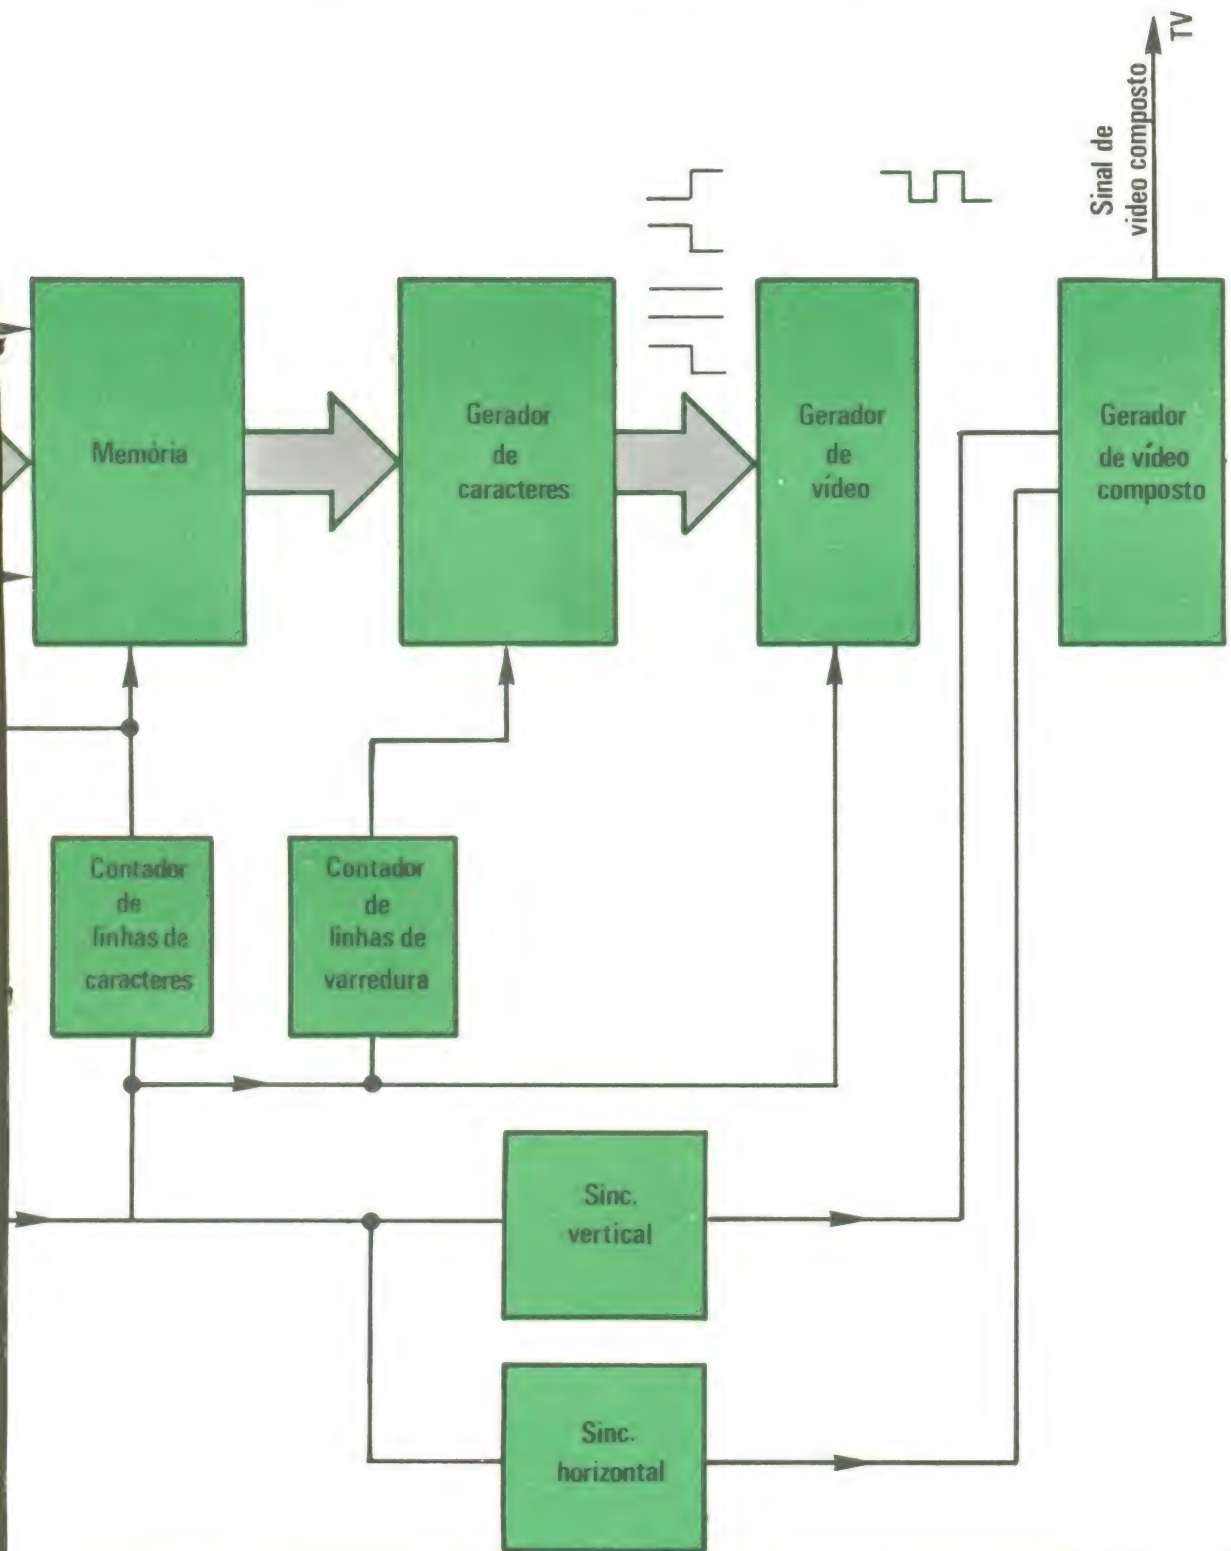 TV
Sinal de
vídeo composto
Memória
Gerador
de
caracteres
Gerador
de
vídeo
Gerador
de vídeo
composto
Contador
de
linhas de
caracteres
Contador
de
linhas de
varredura
Sinc.
vertical
Sinc.
horizontal